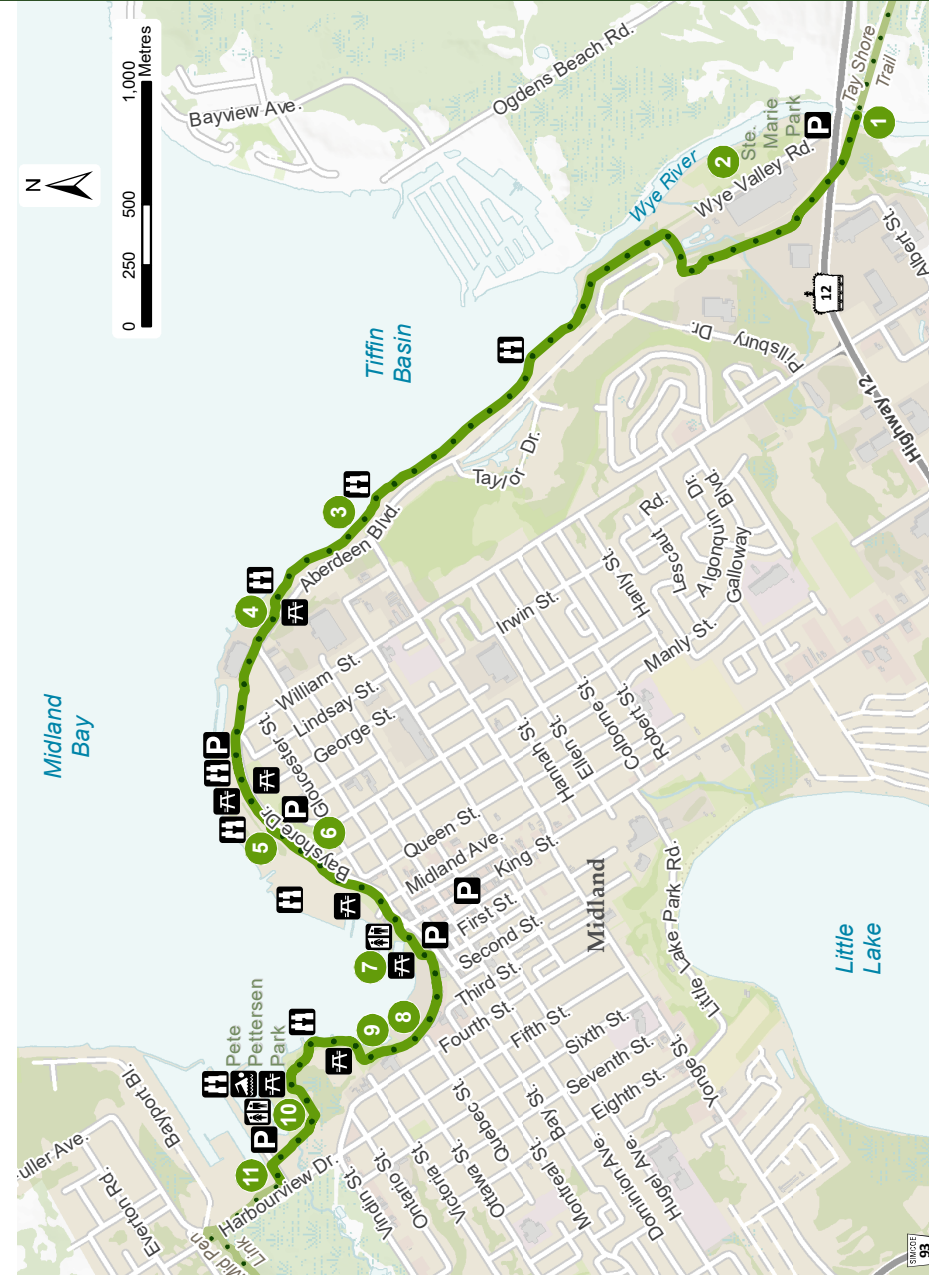 N
0 250 500 1,000
Metres
Midland
Bay
Tiffin
Basin
Bayview Ave.
Ogdens Beach Rd.
Wye River
Ste.
Marie
Park
Wye Valley Rd.
Tay Shore
Trail
P
1
2
Albert St.
12
Highway 12
Pillsbury Dr.
Taylor Dr.
3
Aberdeen Blvd.
4
William St.
Lindsay St.
George St.
Gloucester St.
Irwin St.
Hanly St.
Lescaut Rd.
Algonquin Dr.
Galloway Blvd.
Manly St.
Robert St.
Colborne St.
Ellen St.
Hannah St.
P
P
5
6
Bayshore Dr.
Queen St.
Midland Ave.
King St.
P
P
First St.
Second St.
Third St.
Fourth St.
Fifth St.
Sixth St.
Seventh St.
Eighth St.
Midland
Little Lake Park Rd.
Little
Lake
Yonge St.
7
8
9
Pete
Pettersen
Park
10
P
11
Harbourview Dr.
Vindin St.
Ontario St.
Victoria St.
Ottawa St.
Quebec St.
Montreal St.
Bay St.
Dominion Ave.
Hugel Ave.
Bayport Bl.
uller Ave.
Everton Rd.
Mid Pen
Link
SIMCOE
93